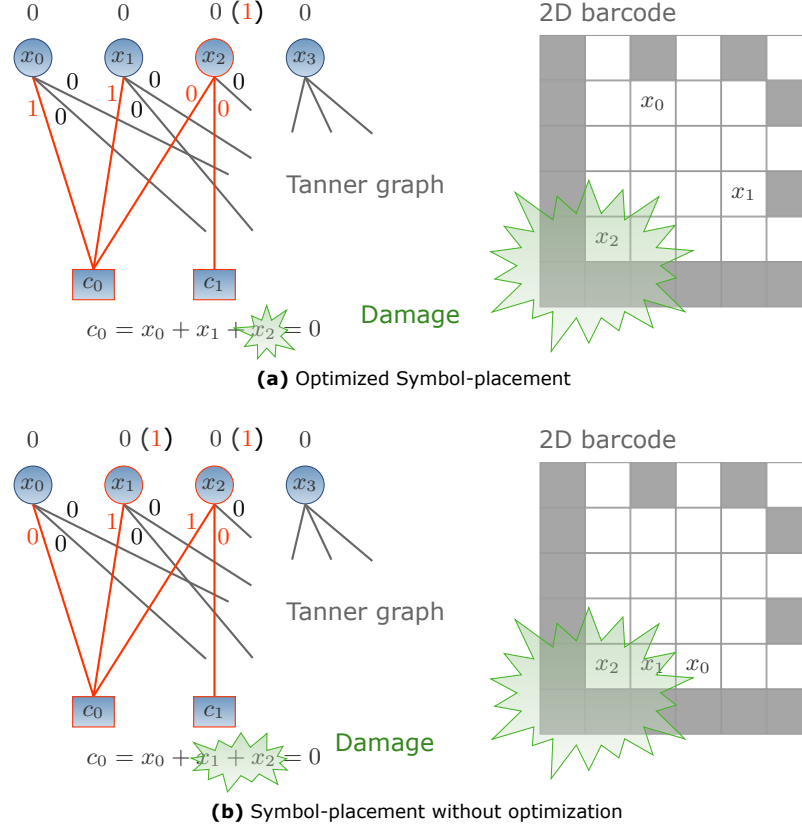 0 0 0 (1) 0
2D barcode
x₀ x₁ x₂ x₃
0 0 0
1 0 1 0 0 0
x₀
Tanner graph
x₁
x₂
c₀ c₁
Damage
c₀ = x₀ + x₁ + x₂ = 0
(a) Optimized Symbol-placement
0 0 (1) 0 (1) 0
2D barcode
x₀ x₁ x₂ x₃
0 0 0
0 0 1 0 1 0
Tanner graph
x₂ x₁ x₀
c₀ c₁
Damage
c₀ = x₀ + x₁ + x₂ = 0
(b) Symbol-placement without optimization